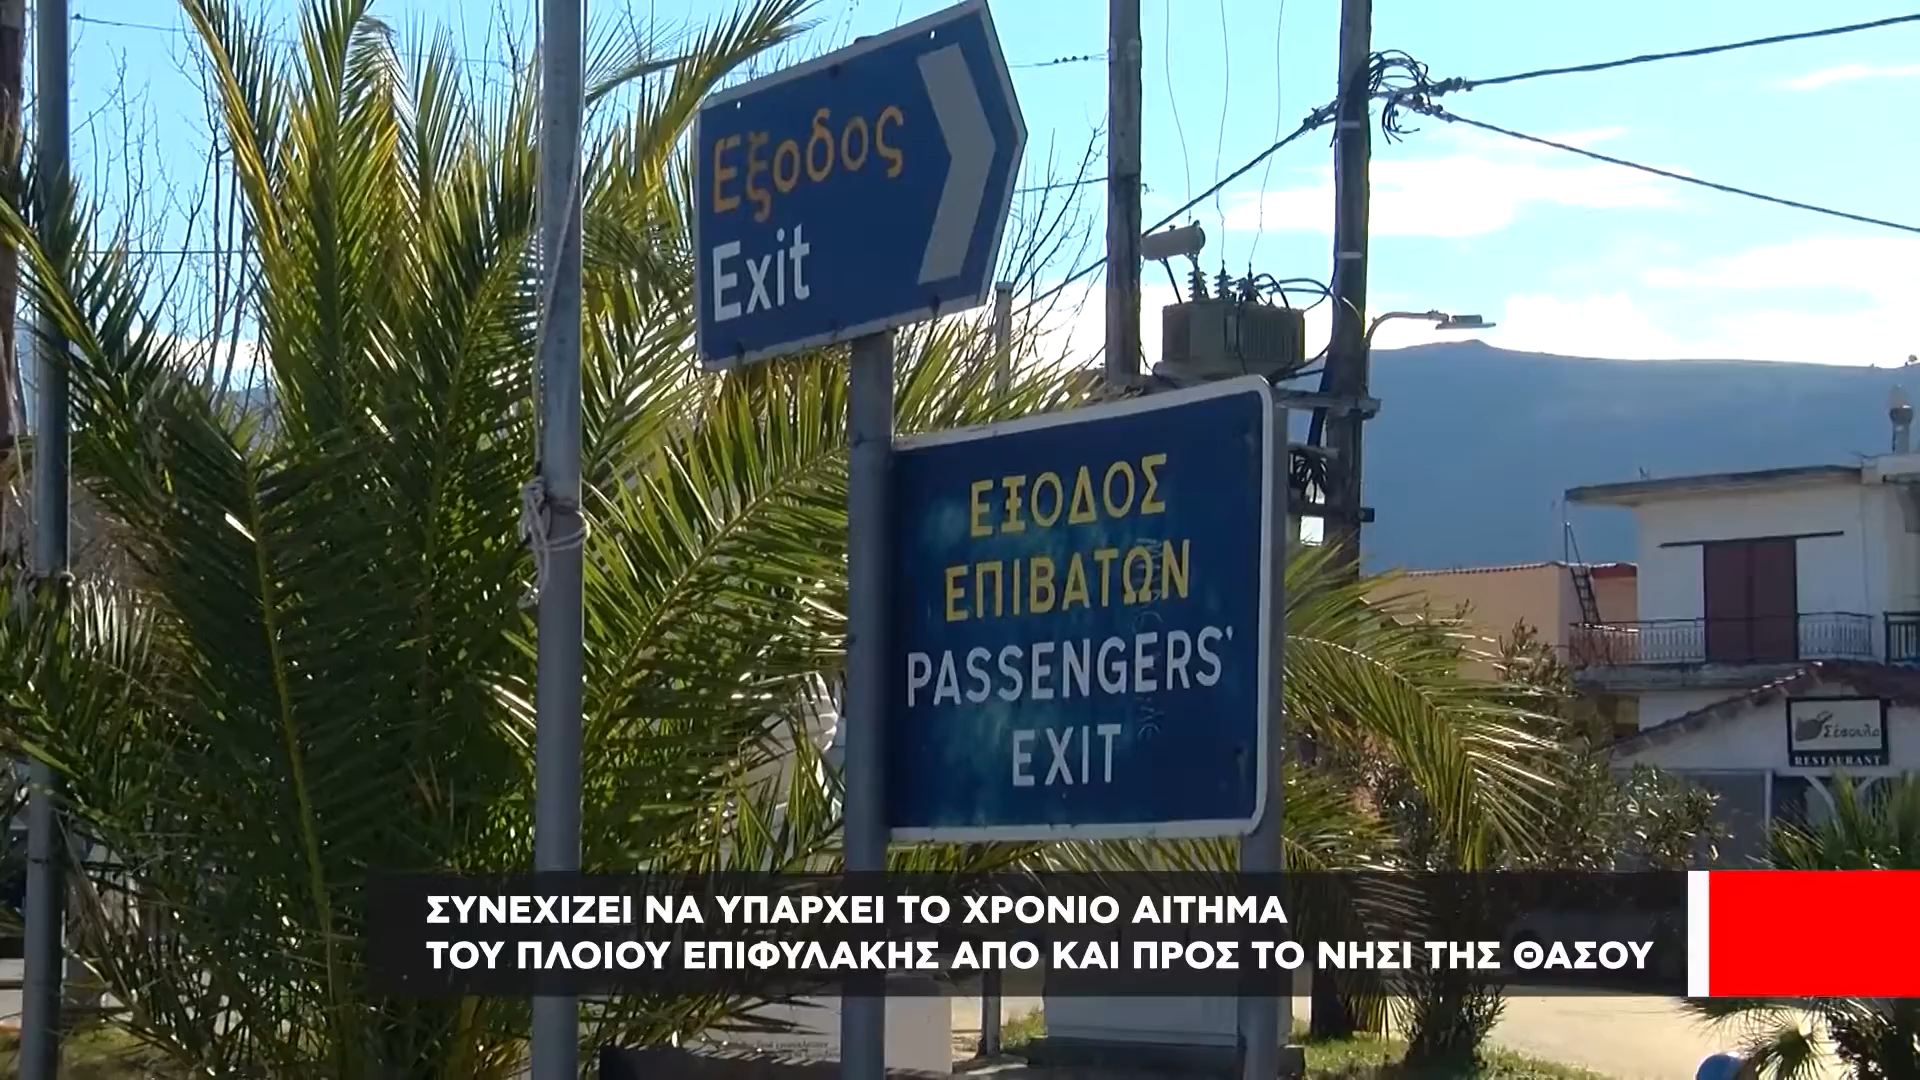 Εξοδος
Exit
ΕΞΟΔΟΣ
ΕΠΙΒΑΤΩΝ
PASSENGERS'
EXIT
Σέσουλα
RESTAURANT
ΣΥΝΕΧΙΖΕΙ ΝΑ ΥΠΑΡΧΕΙ ΤΟ ΧΡΟΝΙΟ ΑΙΤΗΜΑ
ΤΟΥ ΠΛΟΙΟΥ ΕΠΙΦΥΛΑΚΗΣ ΑΠΟ ΚΑΙ ΠΡΟΣ ΤΟ ΝΗΣΙ ΤΗΣ ΘΑΣΟΥ